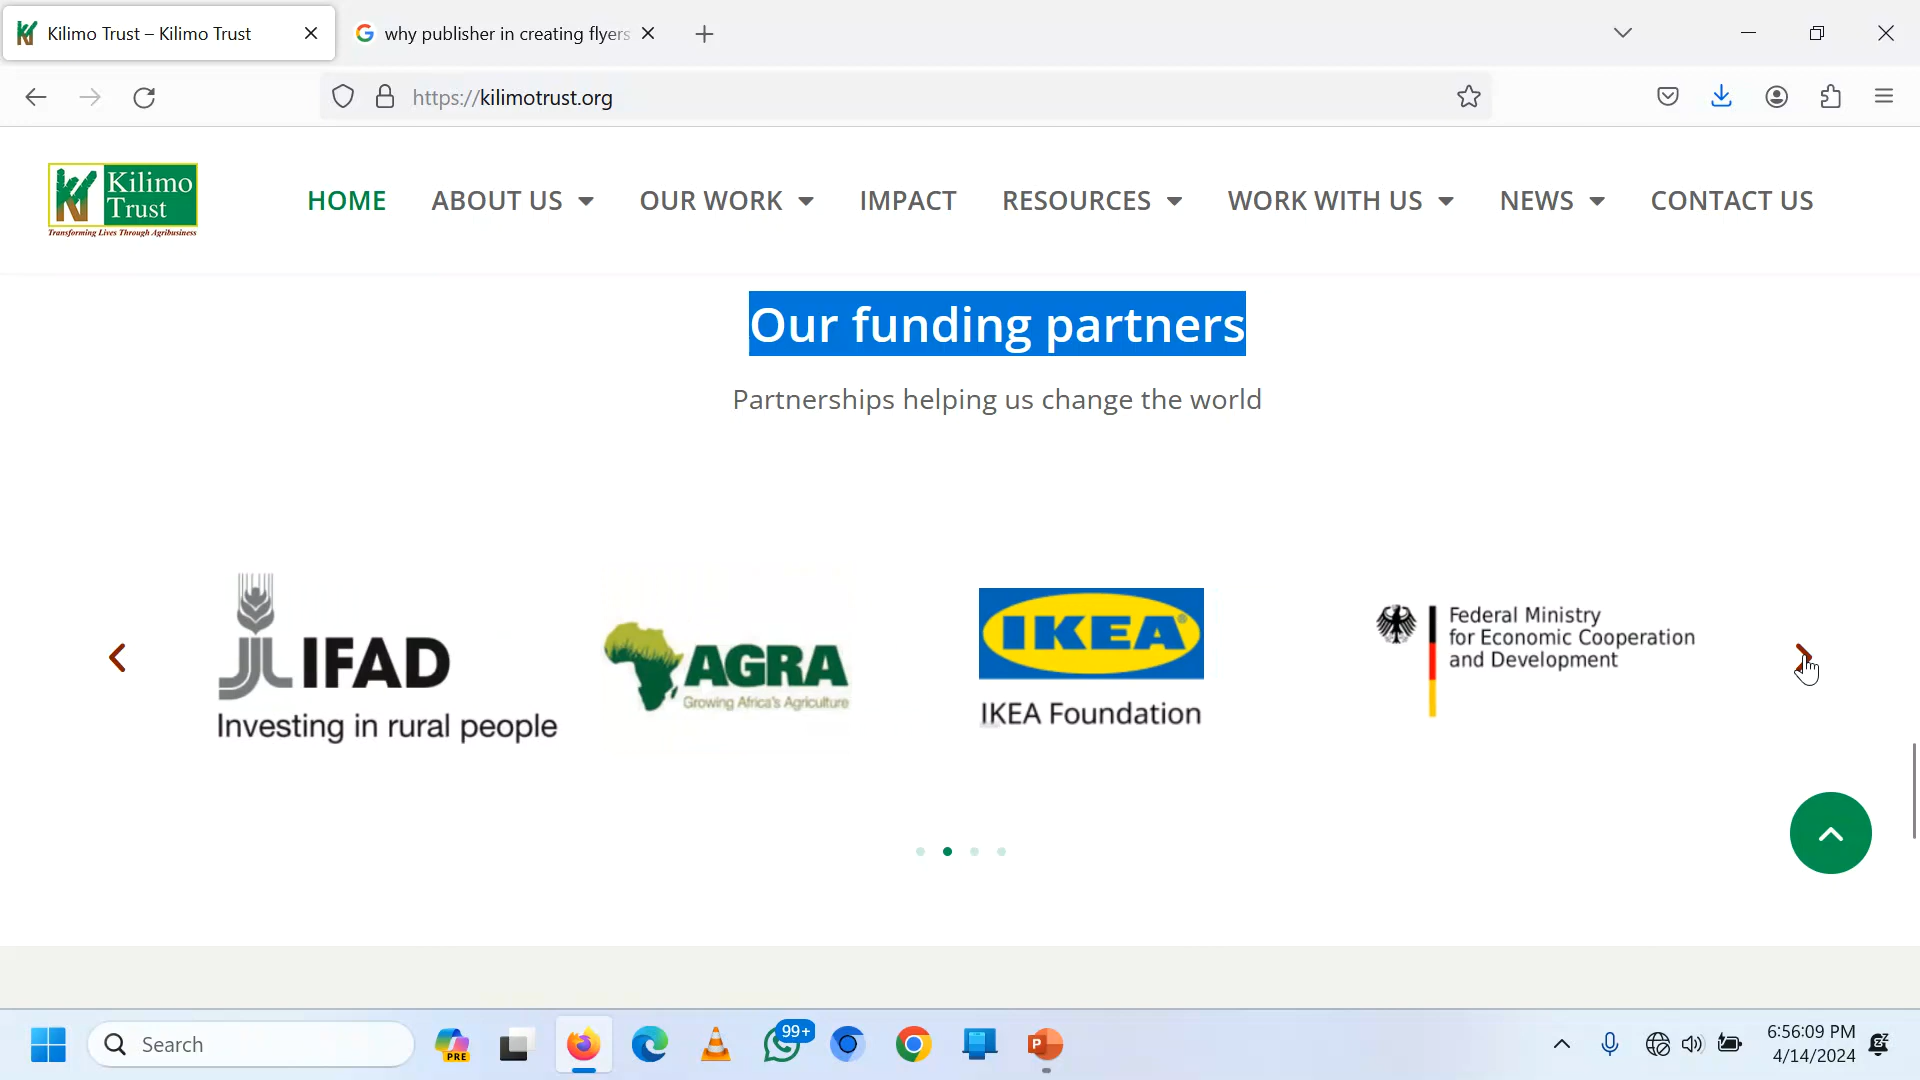 Kilimo Trust – Kilimo Trust
why publisher in creating flyers
https://kilimotrust.org
Kilimo
Trust
Transforming Lives Through Agribusiness
HOME ABOUT US OUR WORK IMPACT RESOURCES WORK WITH US NEWS CONTACT US
Our funding partners
Partnerships helping us change the world
IFAD
Investing in rural people
AGRA
Growing Africa's Agriculture
IKEA®
IKEA Foundation
Federal Ministry
for Economic Cooperation
and Development
Search
PRE
99+
P
6:56:09 PM
4/14/2024